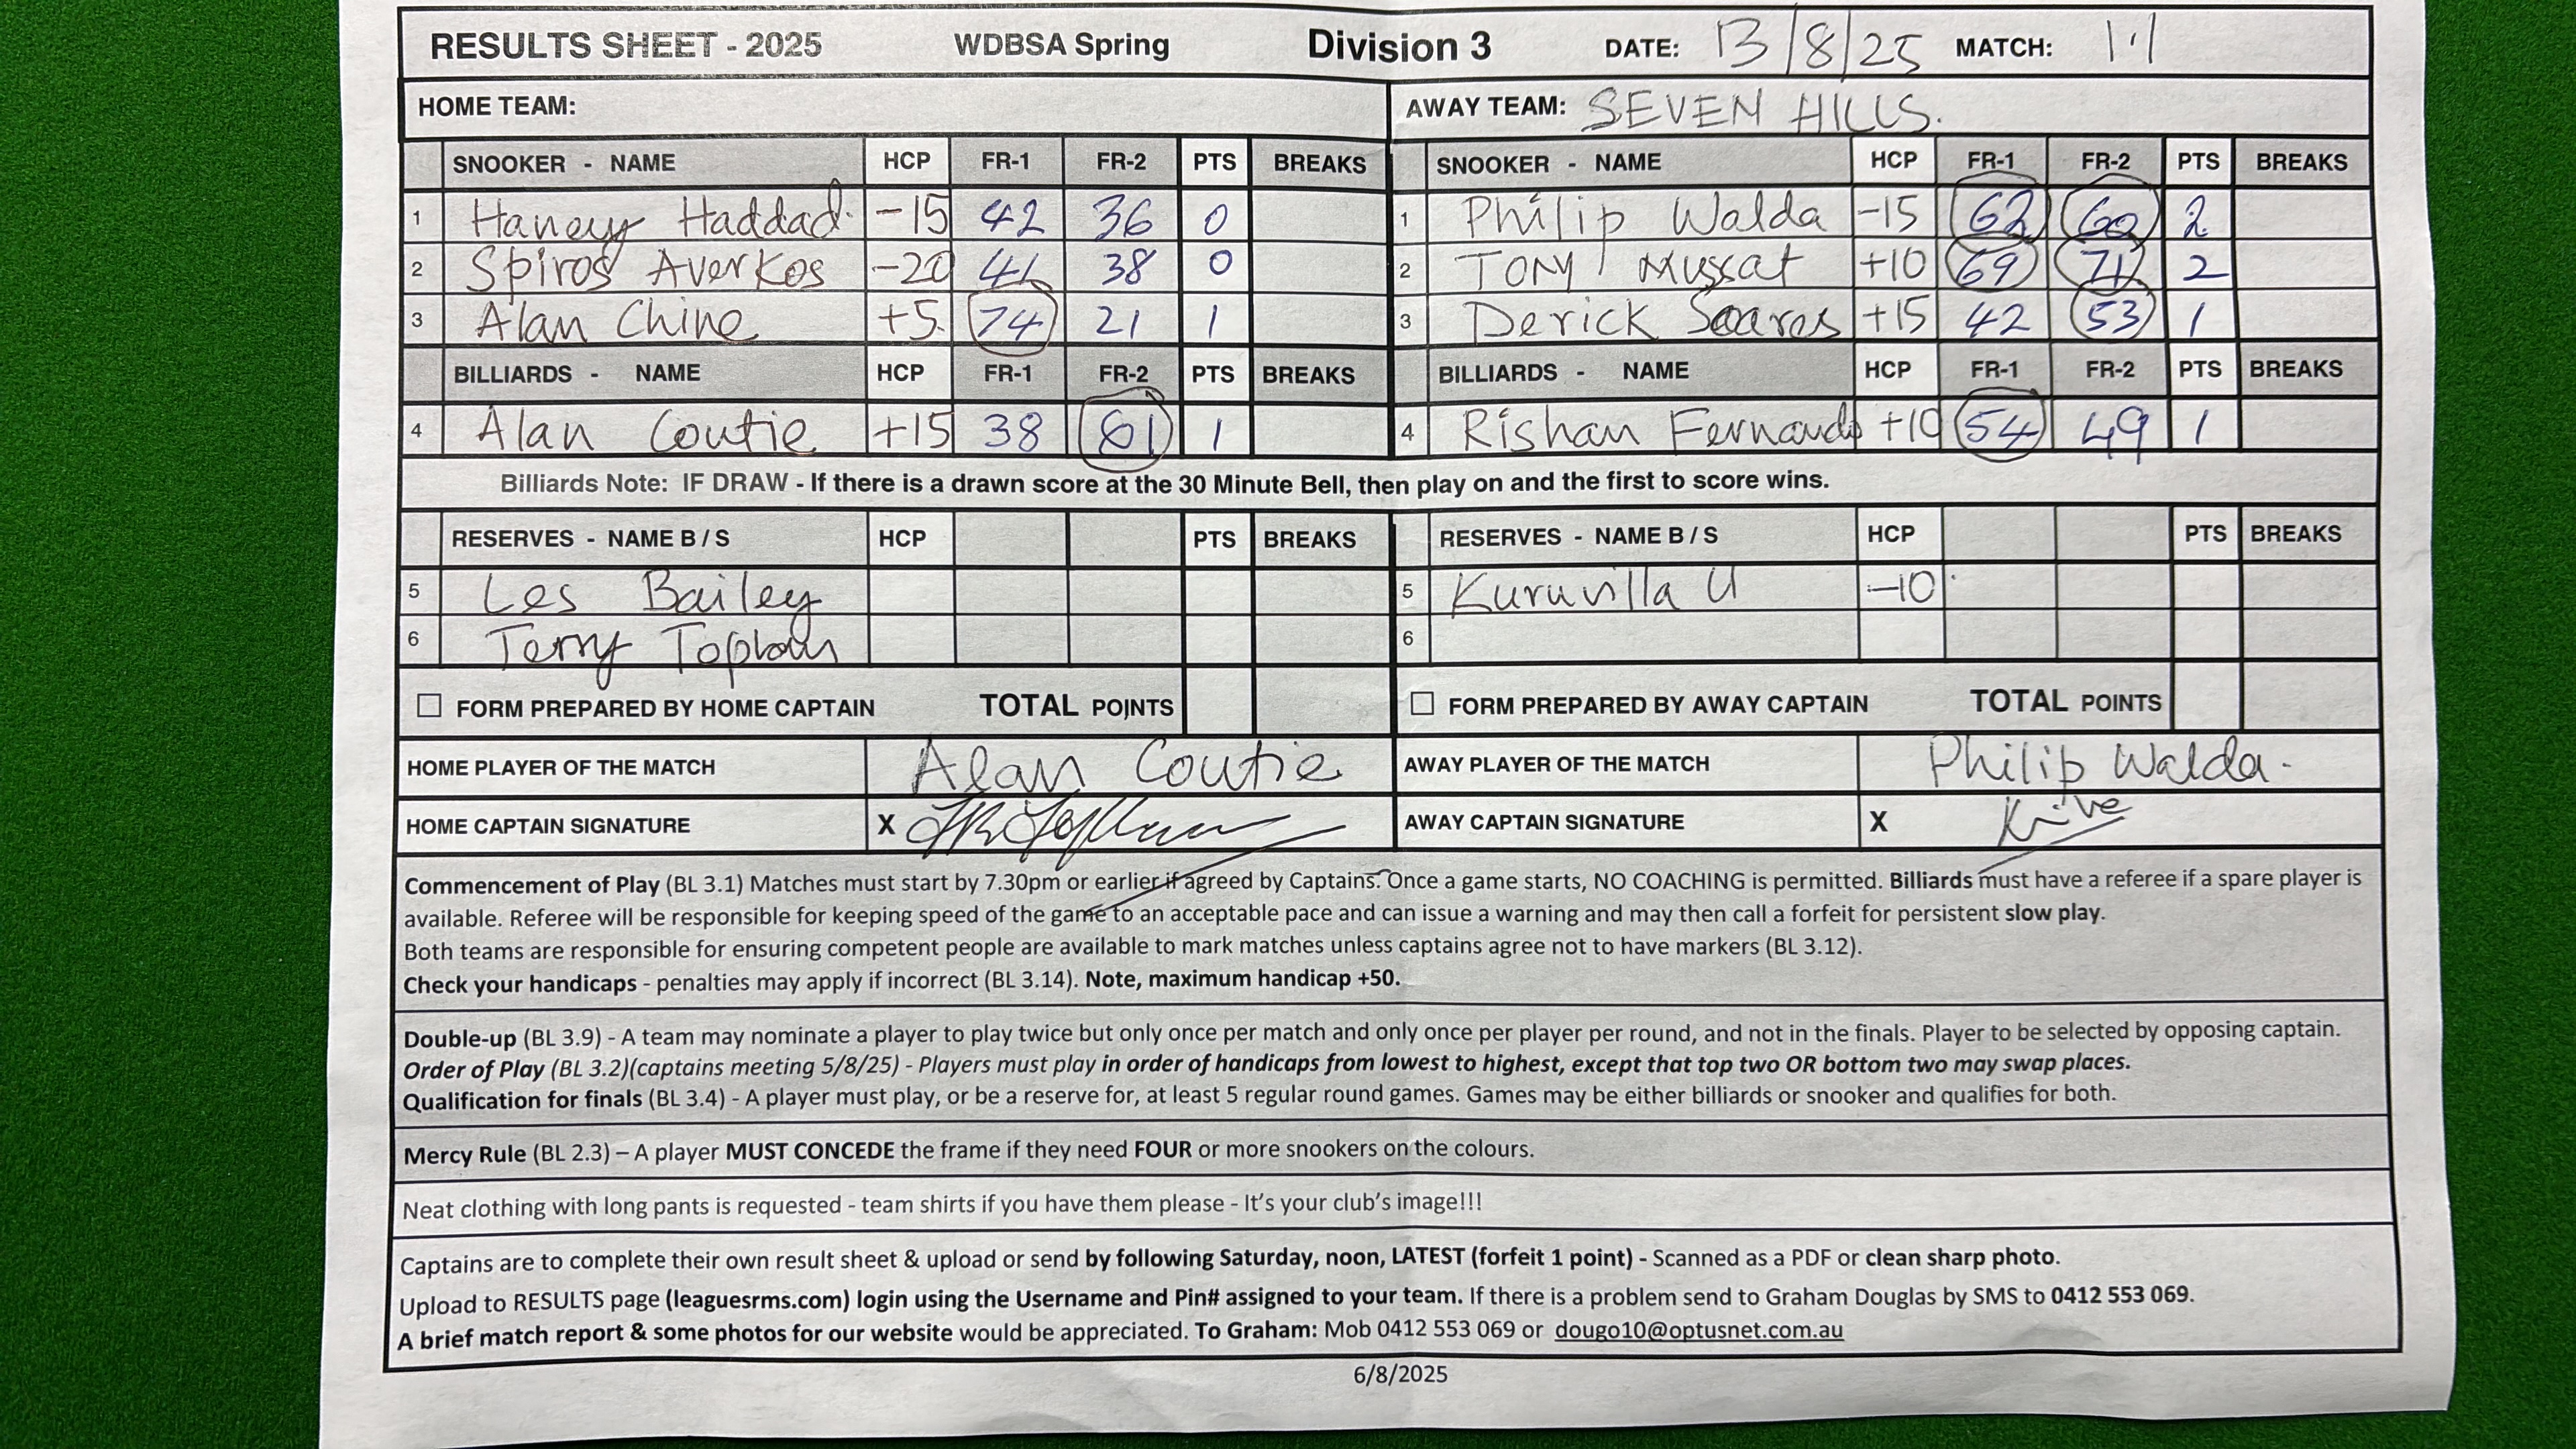 RESULTS SHEET - 2025 WDBSA Spring Division 3 DATE: 13/8/25 MATCH: 1.1
HOME TEAM: AWAY TEAM: SEVEN HILLS.
SNOOKER - NAME HCP FR-1 FR-2 PTS BREAKS 1 SNOOKER - NAME HCP FR-1 FR-2 PTS BREAKS
1 Haney Haddad. -15 42 36 0 1 Philip Walda -15 62 60 2
2 Spiros Averkos -20 41 38 0 2 TONY Mussat +10 69 71 2
3 Alan Chine +5 74 21 1 3 Derick Soares +15 42 53 1
BILLIARDS - NAME HCP FR-1 FR-2 PTS BREAKS BILLIARDS - NAME HCP FR-1 FR-2 PTS BREAKS
4 Alan Coutie +15 38 61 1 4 Rishan Fernando +10 54 49 1
Billiards Note: IF DRAW - If there is a drawn score at the 30 Minute Bell, then play on and the first to score wins.
RESERVES - NAME B / S HCP PTS BREAKS RESERVES - NAME B / S HCP PTS BREAKS
5 Les Bailey 5 Kuruvilla U -10
6 Terry 6
FORM PREPARED BY HOME CAPTAIN TOTAL POINTS FORM PREPARED BY AWAY CAPTAIN TOTAL POINTS
HOME PLAYER OF THE MATCH Alan Coutie AWAY PLAYER OF THE MATCH Philip Walda.
HOME CAPTAIN SIGNATURE X AWAY CAPTAIN SIGNATURE X
Commencement of Play (BL 3.1) Matches must start by 7.30pm or earlier if agreed by Captains. Once a game starts, NO COACHING is permitted. Billiards must have a referee if a spare player is
available. Referee will be responsible for keeping speed of the game to an acceptable pace and can issue a warning and may then call a forfeit for persistent slow play.
Both teams are responsible for ensuring competent people are available to mark matches unless captains agree not to have markers (BL 3.12).
Check your handicaps - penalties may apply if incorrect (BL 3.14). Note, maximum handicap +50.
Double-up (BL 3.9) - A team may nominate a player to play twice but only once per match and only once per player per round, and not in the finals. Player to be selected by opposing captain.
Order of Play (BL 3.2)(captains meeting 5/8/25) - Players must play in order of handicaps from lowest to highest, except that top two OR bottom two may swap places.
Qualification for finals (BL 3.4) - A player must play, or be a reserve for, at least 5 regular round games. Games may be either billiards or snooker and qualifies for both.
Mercy Rule (BL 2.3) – A player MUST CONCEDE the frame if they need FOUR or more snookers on the colours.
Neat clothing with long pants is requested - team shirts if you have them please - It's your club's image!!!
Captains are to complete their own result sheet & upload or send by following Saturday, noon, LATEST (forfeit 1 point) - Scanned as a PDF or clean sharp photo.
Upload to RESULTS page (leaguesrms.com) login using the Username and Pin# assigned to your team. If there is a problem send to Graham Douglas by SMS to 0412 553 069.
A brief match report & some photos for our website would be appreciated. To Graham: Mob 0412 553 069 or dougo10@optusnet.com.au
6/8/2025